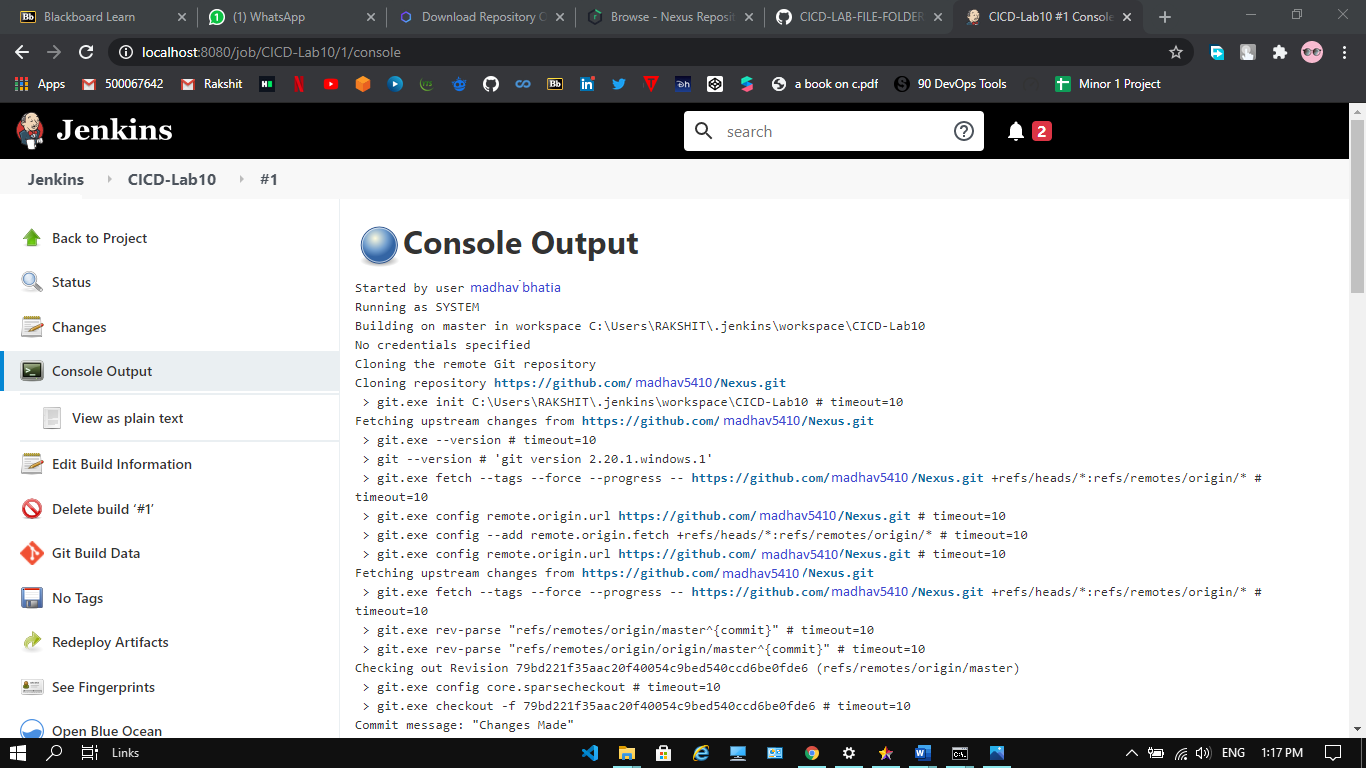 Blackboard Learn
(1) WhatsApp
Download Repository C
Browse - Nexus Reposit
CICD-LAB-FILE-FOLDER
CICD-Lab10 #1 Console
localhost:8080/job/CICD-Lab10/1/console
Apps
500067642
Rakshit
a book on c.pdf
90 DevOps Tools
Minor 1 Project
Jenkins
search
2
Jenkins
CICD-Lab10
#1
Back to Project
Status
Changes
Console Output
View as plain text
Edit Build Information
Delete build ‘#1’
Git Build Data
No Tags
Redeploy Artifacts
See Fingerprints
Open Blue Ocean
Console Output
Started by user madhav bhatia
Running as SYSTEM
Building on master in workspace C:\Users\RAKSHIT\.jenkins\workspace\CICD-Lab10
No credentials specified
Cloning the remote Git repository
Cloning repository https://github.com/ madhav5410 /Nexus.git
> git.exe init C:\Users\RAKSHIT\.jenkins\workspace\CICD-Lab10 # timeout=10
Fetching upstream changes from https://github.com/ madhav5410 /Nexus.git
> git.exe --version # timeout=10
> git --version # 'git version 2.20.1.windows.1'
> git.exe fetch --tags --force --progress -- https://github.com/madhav5410 /Nexus.git +refs/heads/*:refs/remotes/origin/* #
timeout=10
> git.exe config remote.origin.url https://github.com/ madhav5410 /Nexus.git # timeout=10
> git.exe config --add remote.origin.fetch +refs/heads/*:refs/remotes/origin/* # timeout=10
> git.exe config remote.origin.url https://github.com/ madhav5410/Nexus.git # timeout=10
Fetching upstream changes from https://github.com/madhav5410 /Nexus.git
> git.exe fetch --tags --force --progress -- https://github.com/madhav5410 /Nexus.git +refs/heads/*:refs/remotes/origin/* #
timeout=10
> git.exe rev-parse "refs/remotes/origin/master^{commit}" # timeout=10
> git.exe rev-parse "refs/remotes/origin/origin/master^{commit}" # timeout=10
Checking out Revision 79bd221f35aac20f40054c9bed540ccd6be0fde6 (refs/remotes/origin/master)
> git.exe config core.sparsecheckout # timeout=10
> git.exe checkout -f 79bd221f35aac20f40054c9bed540ccd6be0fde6 # timeout=10
Commit message: "Changes Made"
Links
ENG
1:17 PM